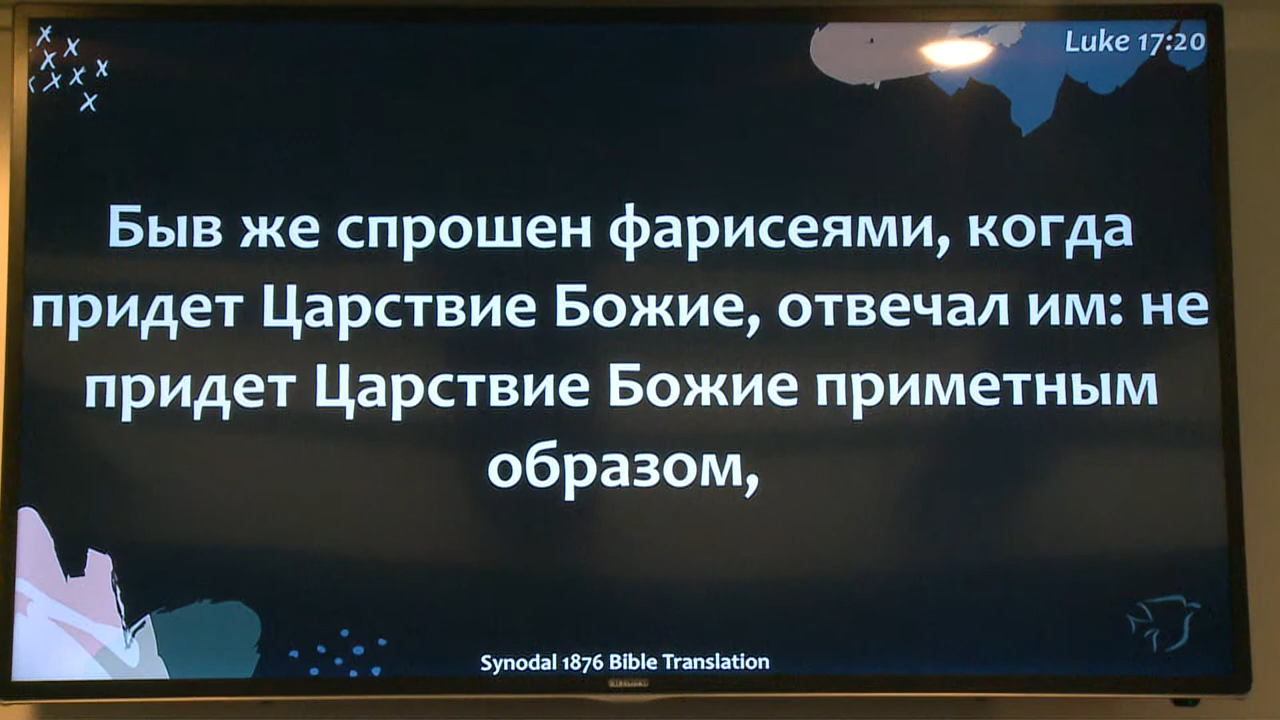 Luke 17:20
Быв же спрошен фарисеями, когда
придет Царствие Божие, отвечал им: не
придет Царствие Божие приметным
образом,
Synodal 1876 Bible Translation